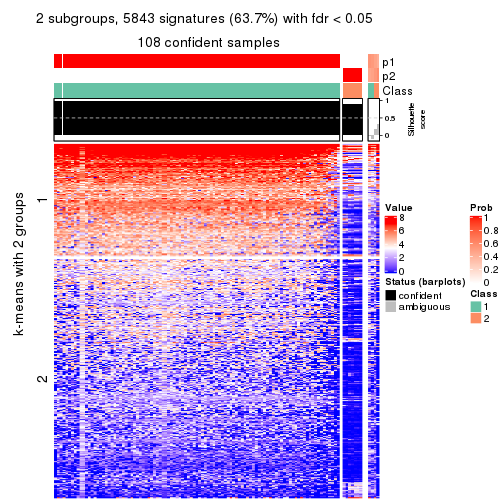 2 subgroups, 5843 signatures (63.7%) with fdr < 0.05
108 confident samples
p1
p2
Class
1
0.5
0
Silhouette
score
k-means with 2 groups
1
2
Value
8
6
4
2
0
Status (barplots)
confident
ambiguous
Prob
1
0.8
0.6
0.4
0.2
0
Class
1
2